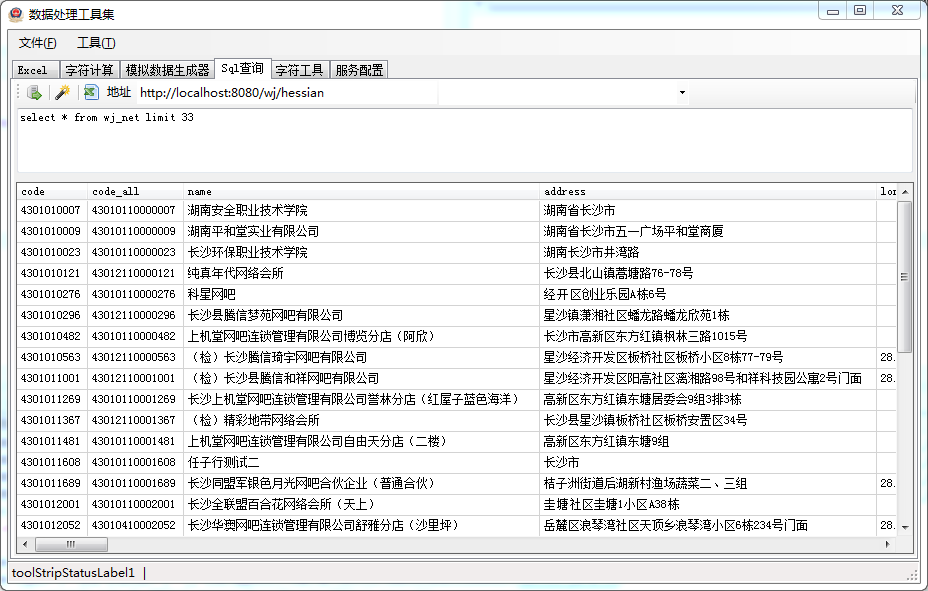 数据处理工具集
文件(F) 工具(T)
Excel 字符计算 模拟数据生成器 Sql查询 字符工具 服务配置
地址 http://localhost:8080/wj/hessian
select * from wj_net limit 33
code code_all name address lon
4301010007 43010110000007 湖南安全职业技术学院 湖南省长沙市
4301010009 43010110000009 湖南平和堂实业有限公司 湖南省长沙市五一广场平和堂商厦
4301010023 43010110000023 长沙环保职业技术学院 湖南长沙市井湾路
4301010121 43012110000121 纯真年代网络会所 长沙县北山镇蒿塘路76-78号
4301010276 43010110000276 科星网吧 经开区创业乐园A栋6号
4301010296 43012110000296 长沙县腾信梦苑网吧有限公司 星沙镇潇湘社区蟠龙路蟠龙欣苑1栋
4301010482 43010110000482 上机堂网吧连锁管理有限公司博览分店（阿欣） 长沙市高新区东方红镇枫林三路1015号
4301010563 43012110000563 （检）长沙腾信琦宇网吧有限公司 星沙经济开发区板桥社区板桥小区8栋77-79号 28.
4301011001 43012110001001 （检）长沙县腾信和祥网吧有限公司 星沙经济开发区阳高社区漓湘路98号和祥科技园公寓2号门面 28.
4301011269 43010110001269 长沙上机堂网吧连锁管理有限公司誉林分店（红屋子蓝色海洋） 高新区东方红镇东塘居委会9组3排3栋
4301011367 43012110001367 （检）精彩地带网络会所 长沙县星沙镇板桥社区板桥安置区34号
4301011481 43010110001481 上机堂网吧连锁管理有限公司自由天分店（二楼） 高新区东方红镇东塘9组
4301011608 43010110001608 任子行测试二 长沙市
4301011689 43010110001689 长沙同盟军银色月光网吧合伙企业（普通合伙） 桔子洲街道后湖新村渔场蔬菜二、三组 28.
4301012001 43010110002001 长沙全联盟百合花网络会所（天上） 圭塘社区圭塘1小区A38栋
4301012052 43010410002052 长沙华澳网吧连锁管理有限公司舒雅分店（沙里坪） 岳麓区浪琴湾社区天顶乡浪琴湾小区6栋234号门面 28.
toolStripStatusLabel1